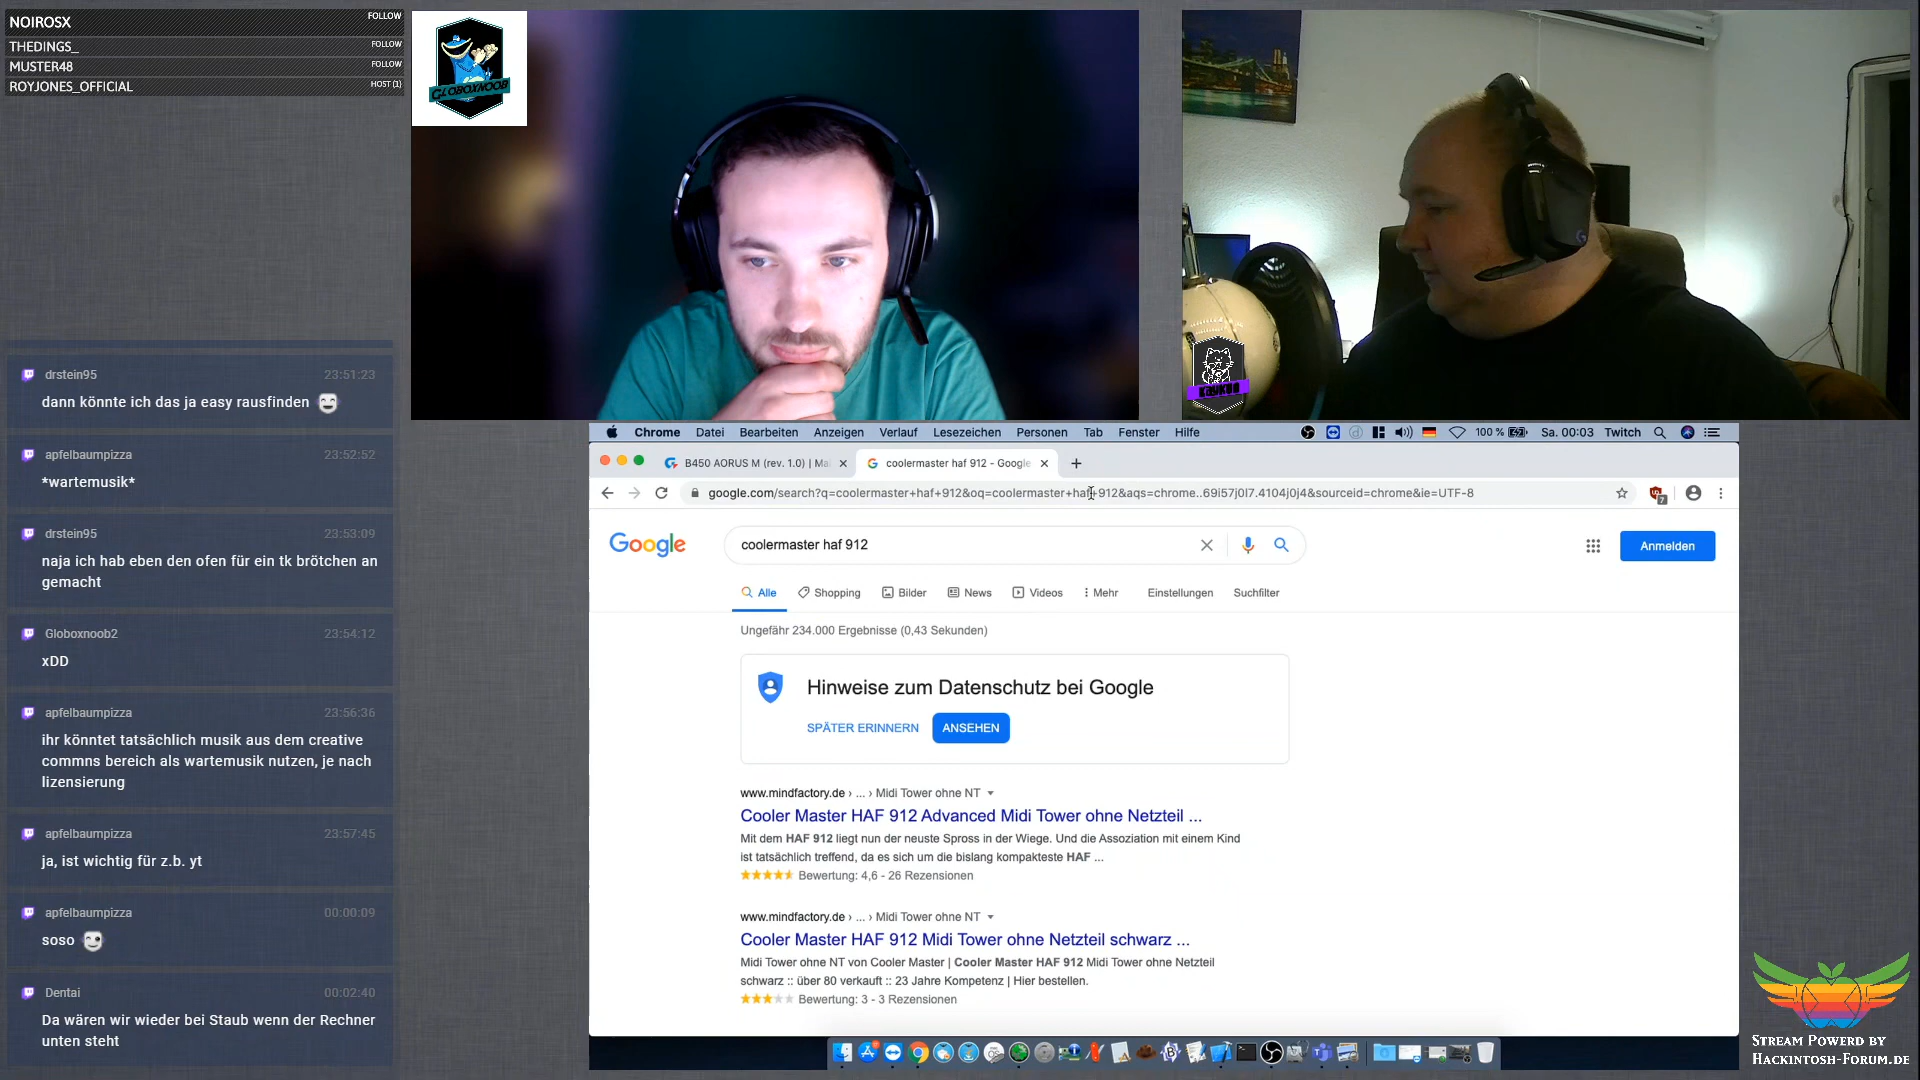 NOIROSX FOLLOW
THEDINGS_ FOLLOW
MUSTER48 FOLLOW
ROYJONES_OFFICIAL HOST (1)
GLOBOXNOOB
drstein95 23:51:23
dann könnte ich das ja easy rausfinden
apfelbaumpizza 23:52:52
*wartemusik*
drstein95 23:53:09
naja ich hab eben den ofen für ein tk brötchen an
gemacht
Globoxnoob2 23:54:12
xDD
apfelbaumpizza 23:56:36
ihr könntet tatsächlich musik aus dem creative
commns bereich als wartemusik nutzen, je nach
lizensierung
apfelbaumpizza 23:57:45
ja, ist wichtig für z.b. yt
apfelbaumpizza 00:00:09
soso
Dentai 00:02:40
Da wären wir wieder bei Staub wenn der Rechner
unten steht
Chrome Datei Bearbeiten Anzeigen Verlauf Lesezeichen Personen Tab Fenster Hilfe 100 % Sa. 00:03 Twitch
B450 AORUS M (rev. 1.0) | Ma coolermaster haf 912 - Google
google.com/search?q=coolermaster+haf+912&oq=coolermaster+haf+912&aqs=chrome..69i57j0l7.4104j0j4&sourceid=chrome&ie=UTF-8
Google coolermaster haf 912 Anmelden
Alle Shopping Bilder News Videos Mehr Einstellungen Suchfilter
Ungefähr 234.000 Ergebnisse (0,43 Sekunden)
Hinweise zum Datenschutz bei Google
SPÄTER ERINNERN ANSEHEN
www.mindfactory.de › ... › Midi Tower ohne NT
Cooler Master HAF 912 Advanced Midi Tower ohne Netzteil ...
Mit dem HAF 912 liegt nun der neuste Spross in der Wiege. Und die Assoziation mit einem Kind
ist tatsächlich treffend, da es sich um die bislang kompakteste HAF ...
Bewertung: 4,6 - 26 Rezensionen
www.mindfactory.de › ... › Midi Tower ohne NT
Cooler Master HAF 912 Midi Tower ohne Netzteil schwarz ...
Midi Tower ohne NT von Cooler Master | Cooler Master HAF 912 Midi Tower ohne Netzteil
schwarz :: über 80 verkauft :: 23 Jahre Kompetenz | Hier bestellen.
Bewertung: 3 - 3 Rezensionen
STREAM POWERD BY
HACKINTOSH-FORUM.DE